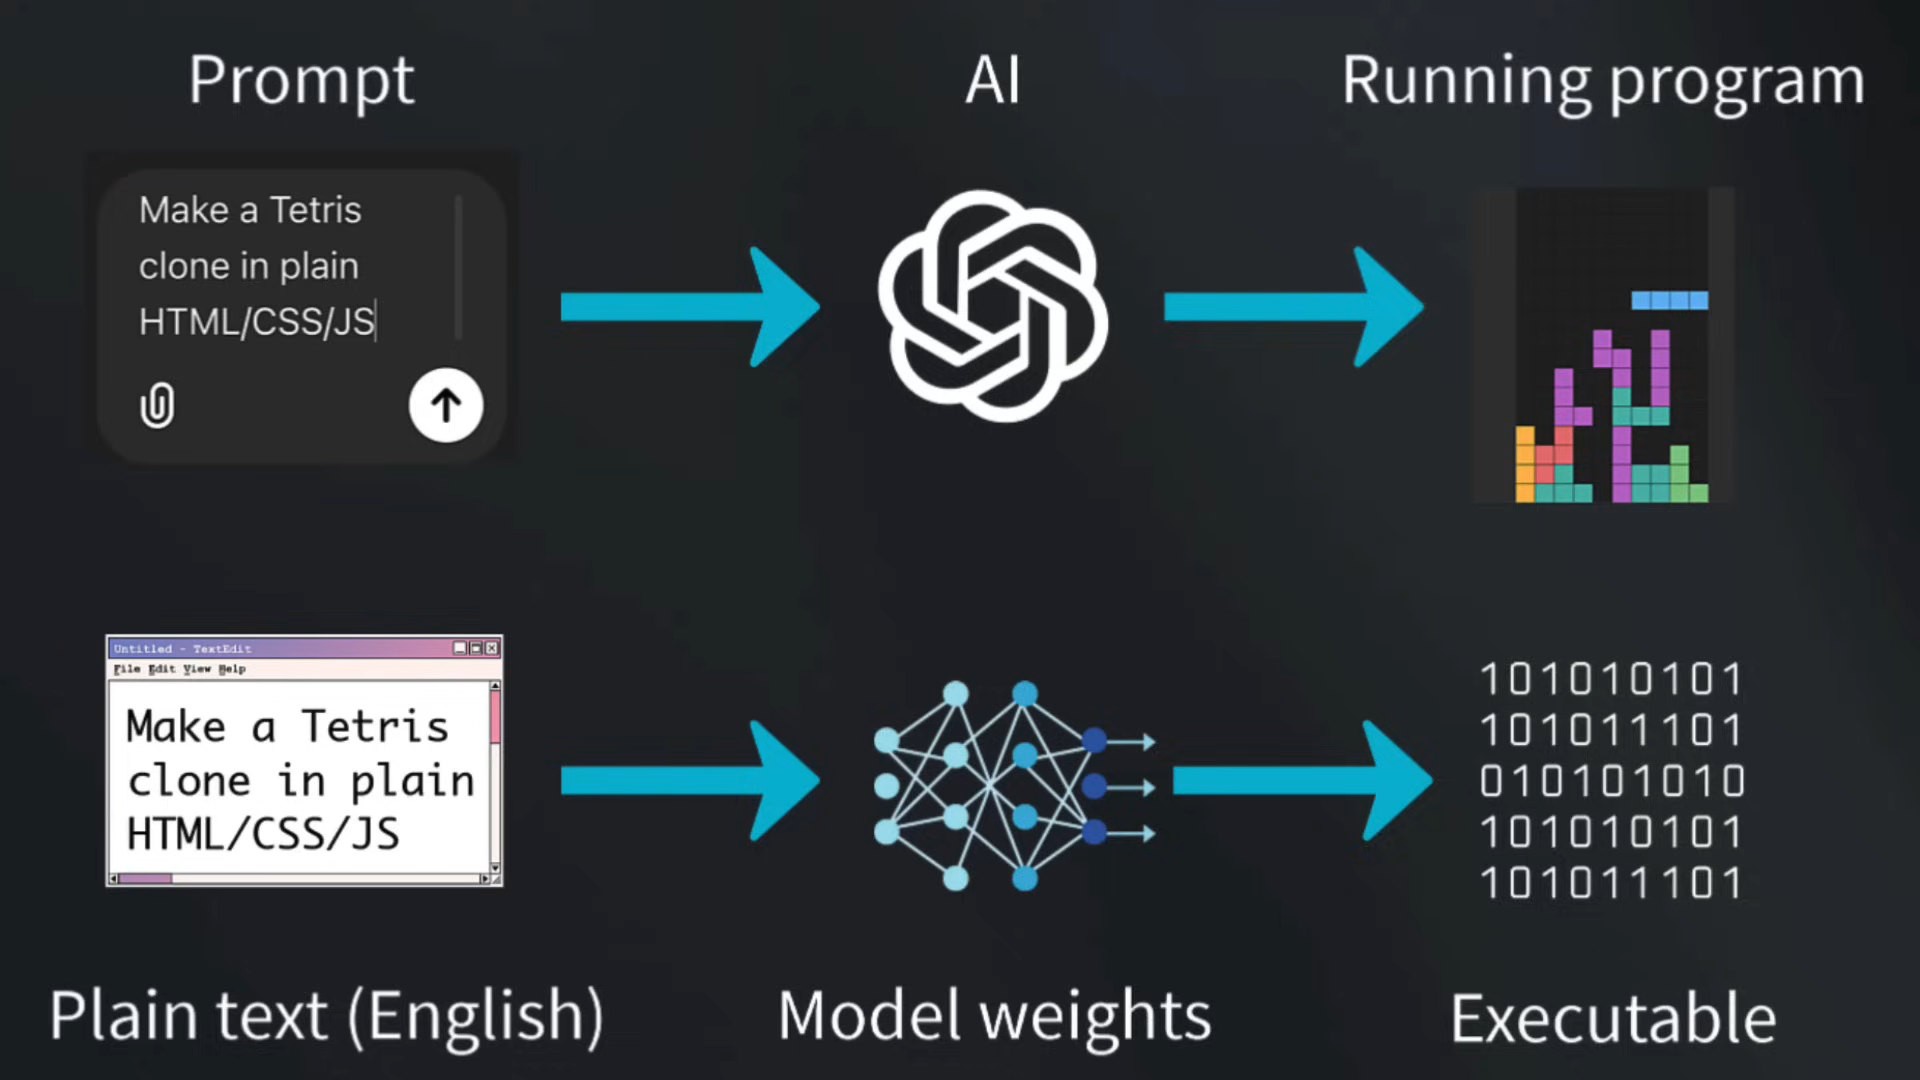 Prompt
AI
Running program
Make a Tetris
clone in plain
HTML/CSS/JS
Untitled - TextEdit
File Edit View Help
Make a Tetris
clone in plain
HTML/CSS/JS
101010101
101011101
010101010
101010101
101011101
Plain text (English)
Model weights
Executable